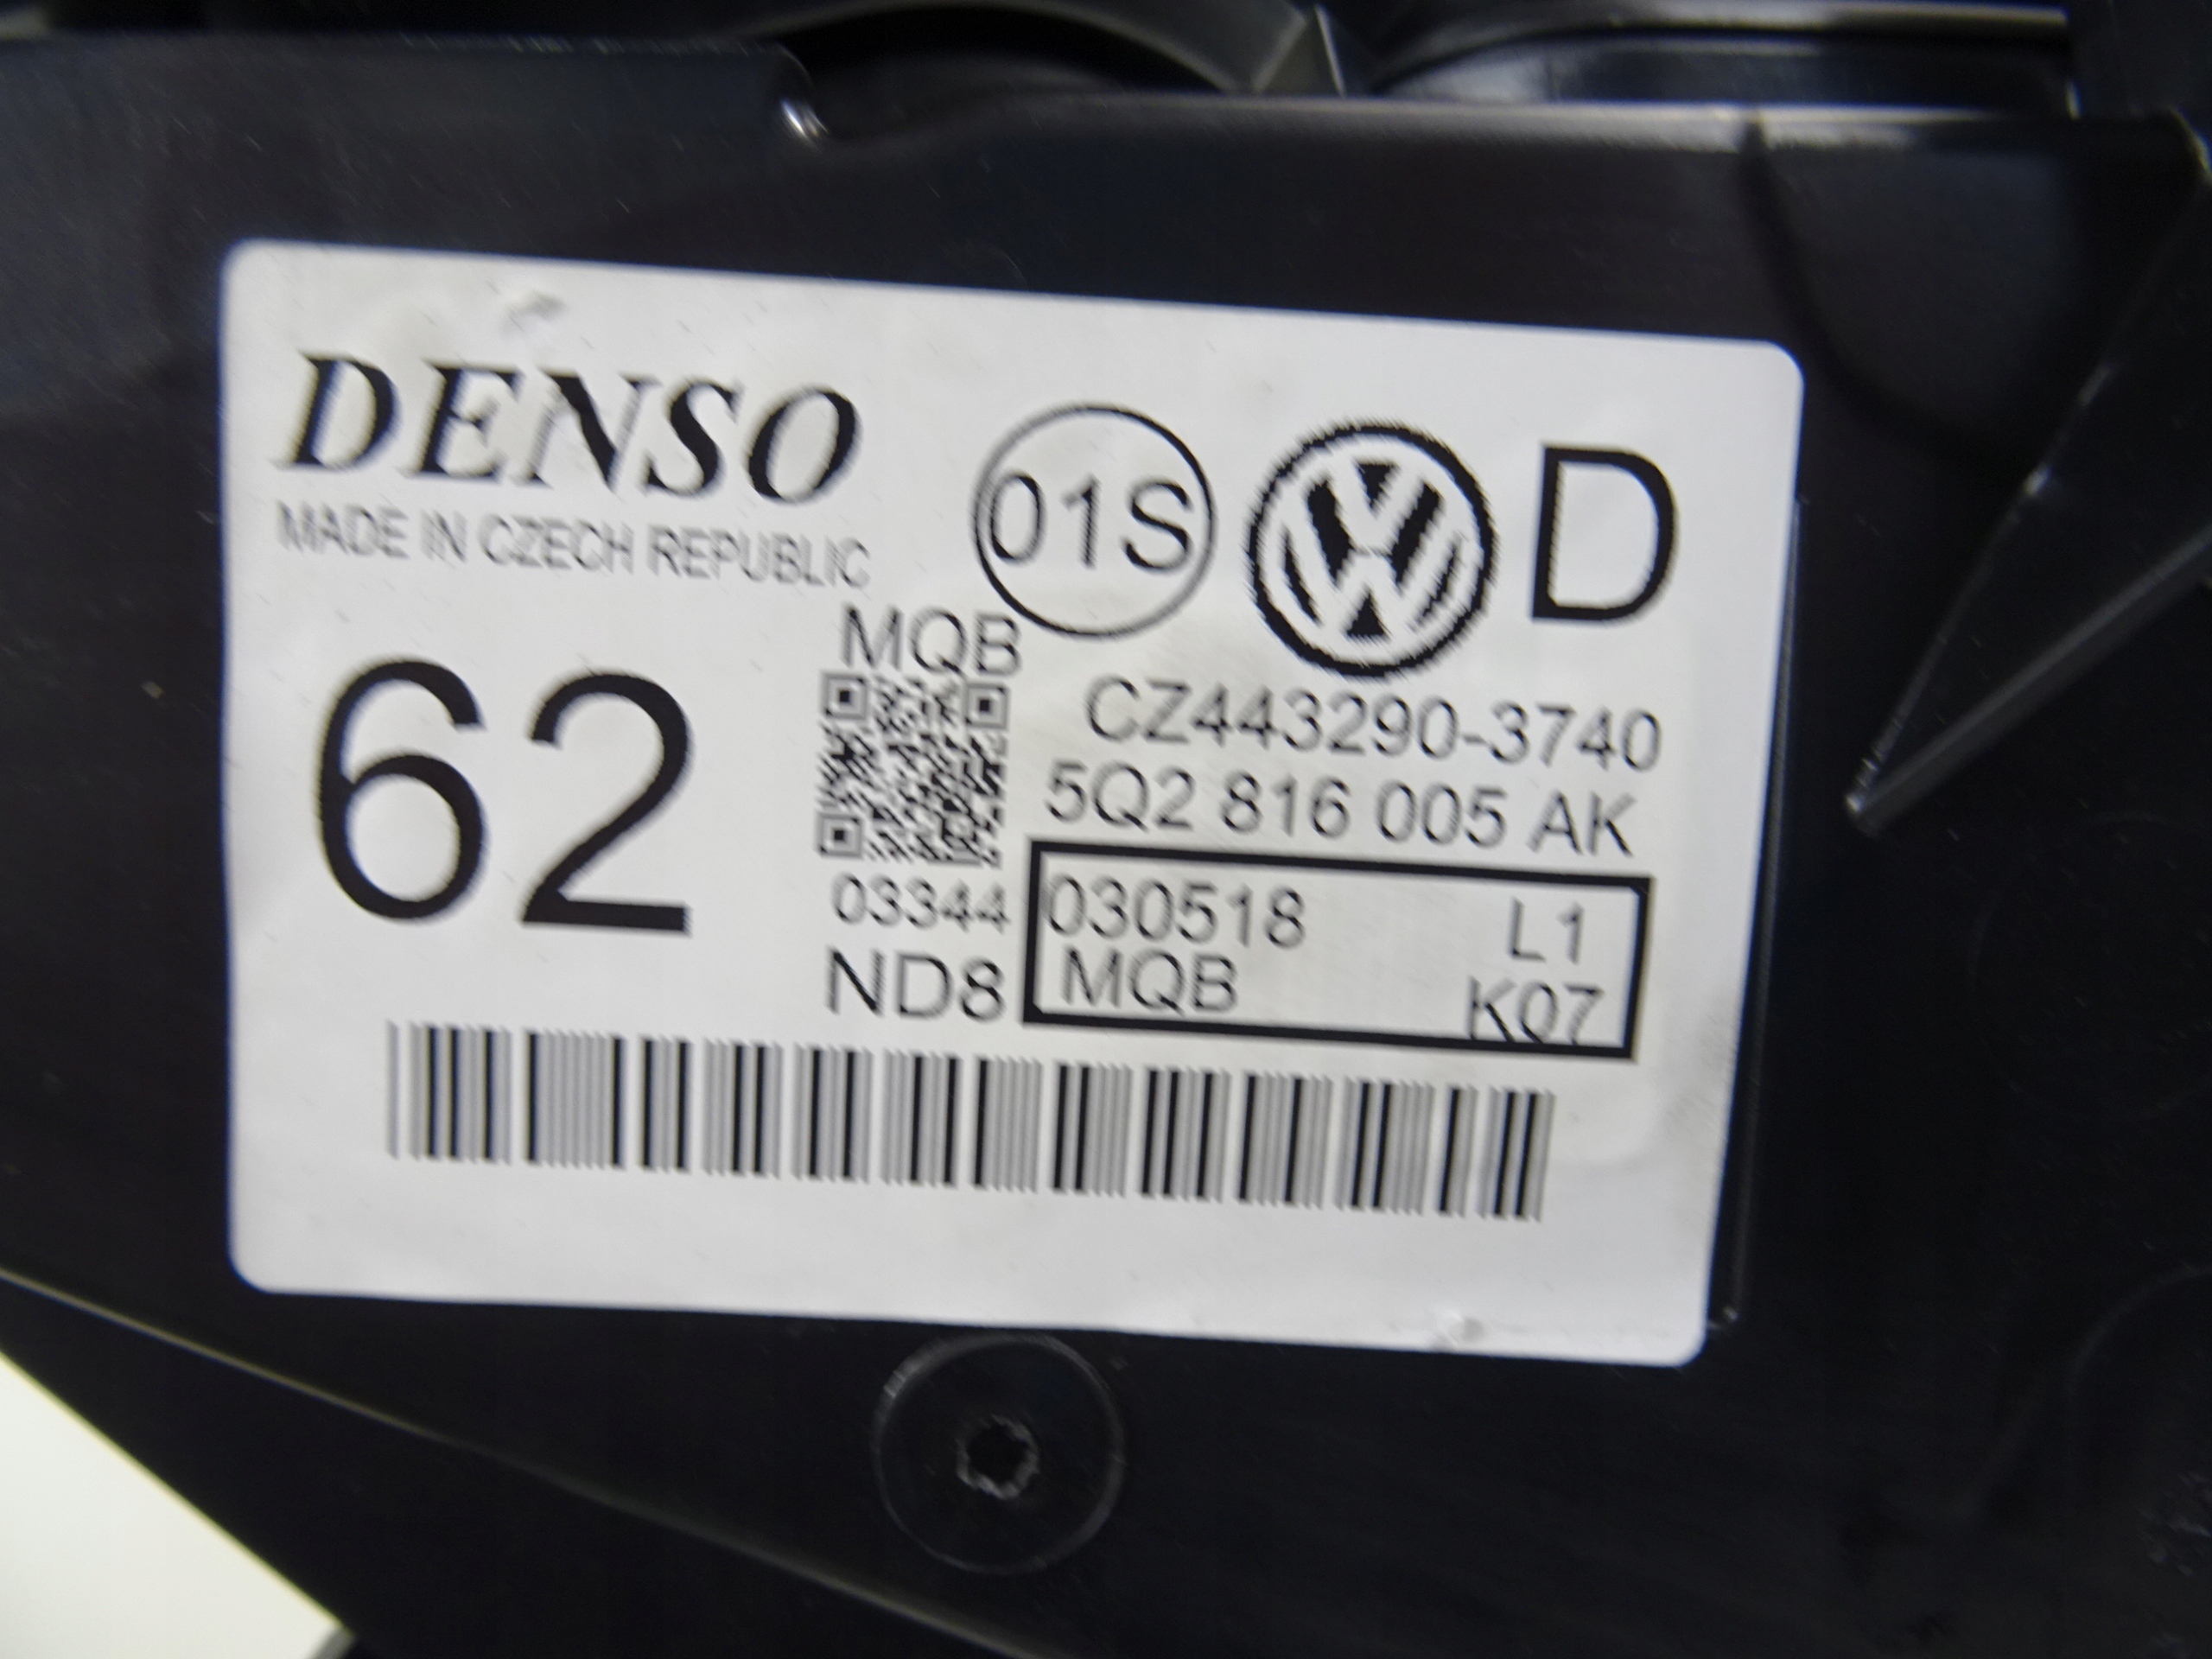 DENSO
MADE IN CZECH REPUBLIC
01S
D
62
MQB
CZ443290-3740
5Q2 816 005 AK
03344
ND8
030518 L1
MQB K07